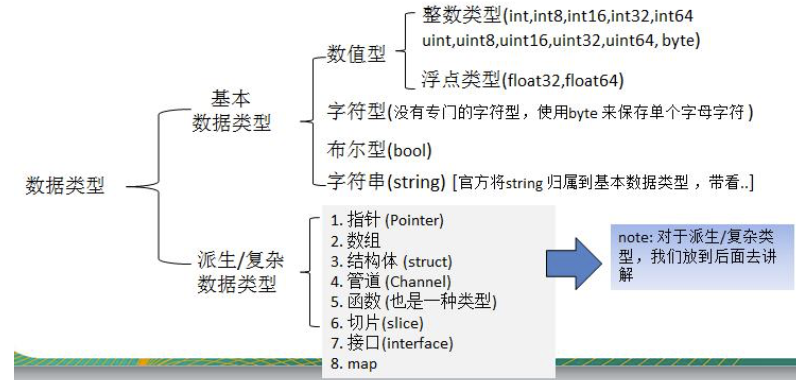 整数类型(int,int8,int16,int32,int64
uint,uint8,uint16,uint32,uint64, byte)
数值型
浮点类型(float32,float64)
基本
数据类型
字符型(没有专门的字符型，使用byte 来保存单个字母字符)
布尔型(bool)
字符串(string) [官方将string 归属到基本数据类型 ，带看..]
数据类型
派生/复杂
数据类型
1. 指针 (Pointer)
2. 数组
3. 结构体 (struct)
4. 管道 (Channel)
5. 函数 (也是一种类型)
6. 切片(slice)
7. 接口(interface)
8. map
note: 对于派生/复杂类
型，我们放到后面去讲
解